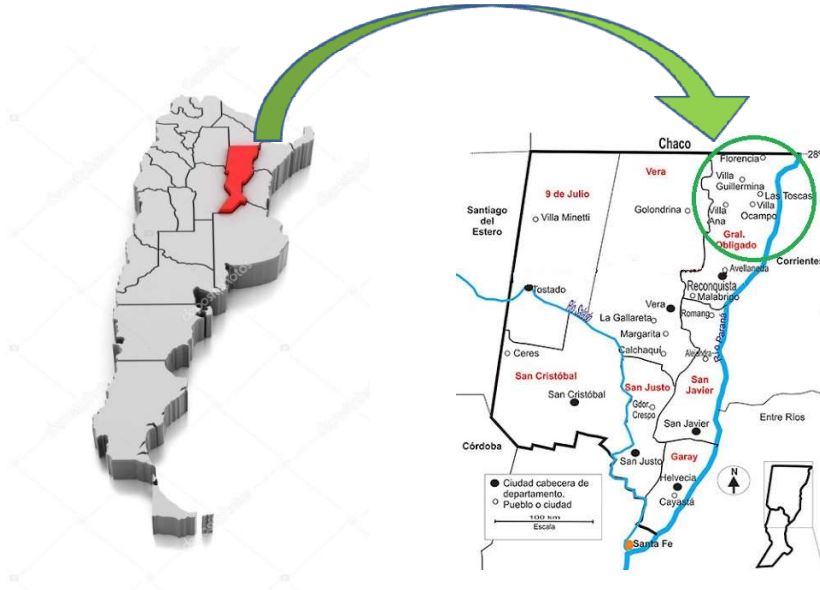 Chaco
28º
Florencia
Vera
Villa
Guillermina
9 de Julio
Las Toscas
Santiago
del
Estero
Golondrina
Villa
Ana
Villa
Ocampo
Villa Minetti
Gral.
Obligado
Corrientes
Avellaneda
Reconquista
Tostado
Malabrigo
Vera
La Gallareta
Romang
Río Paraná
Margarita
Ceres
Calchaquí
Alejandra
San Cristóbal
San Justo
San
Javier
San Cristóbal
Gdor.
Crespo
Entre Ríos
San Javier
Córdoba
San Justo
Garay
N
Helvecia
Cayastá
Ciudad cabecera de
departamento.
Pueblo o ciudad
100 km
Escala
Santa Fe
depositphotos